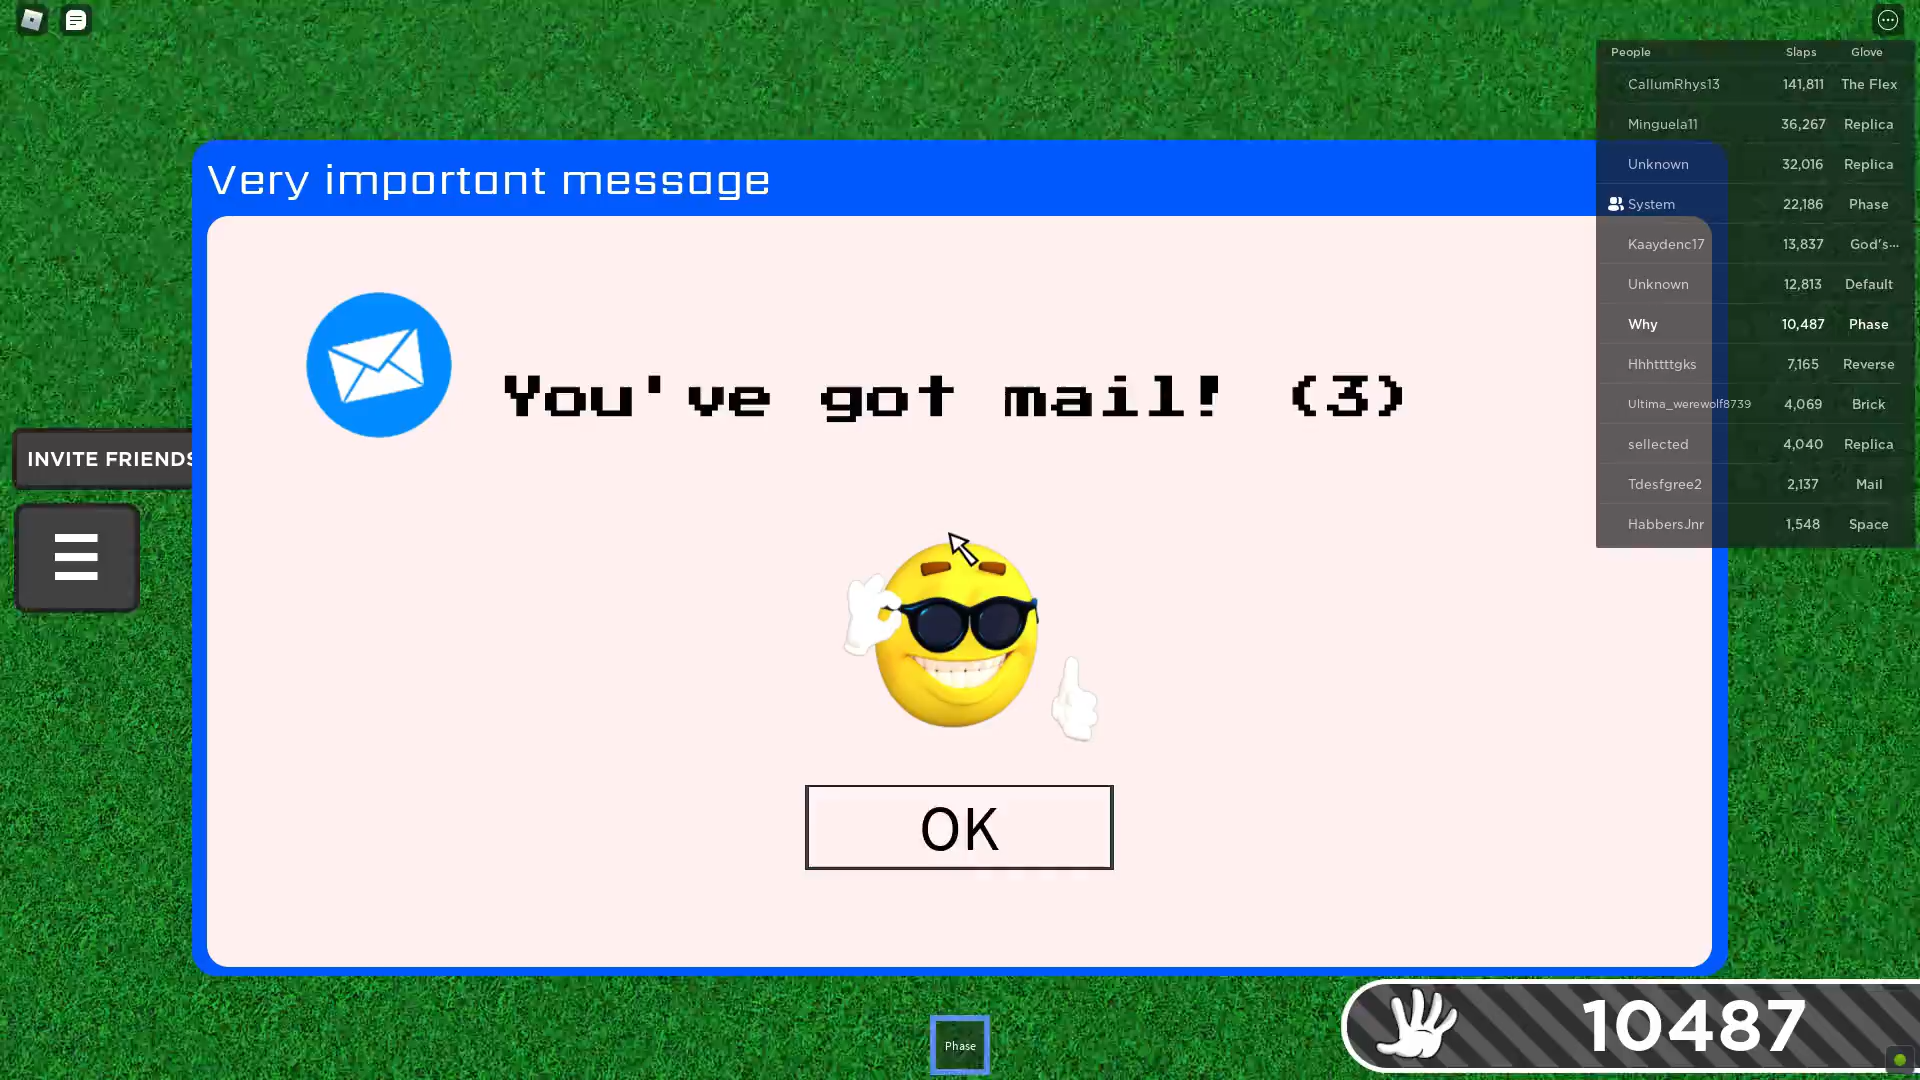 People Slaps Glove
CallumRhys13 141,811 The Flex
Minguela11 36,267 Replica
Unknown 32,016 Replica
System 22,186 Phase
Kaaydenc17 13,837 God's...
Unknown 12,813 Default
Why 10,487 Phase
Hhhttttgks 7,165 Reverse
Ultima_werewolf8739 4,069 Brick
sellected 4,040 Replica
Tdesfgree2 2,137 Mail
HabbersJnr 1,548 Space
Very important message
You've got mail! (3)
INVITE FRIENDS
OK
Phase
10487